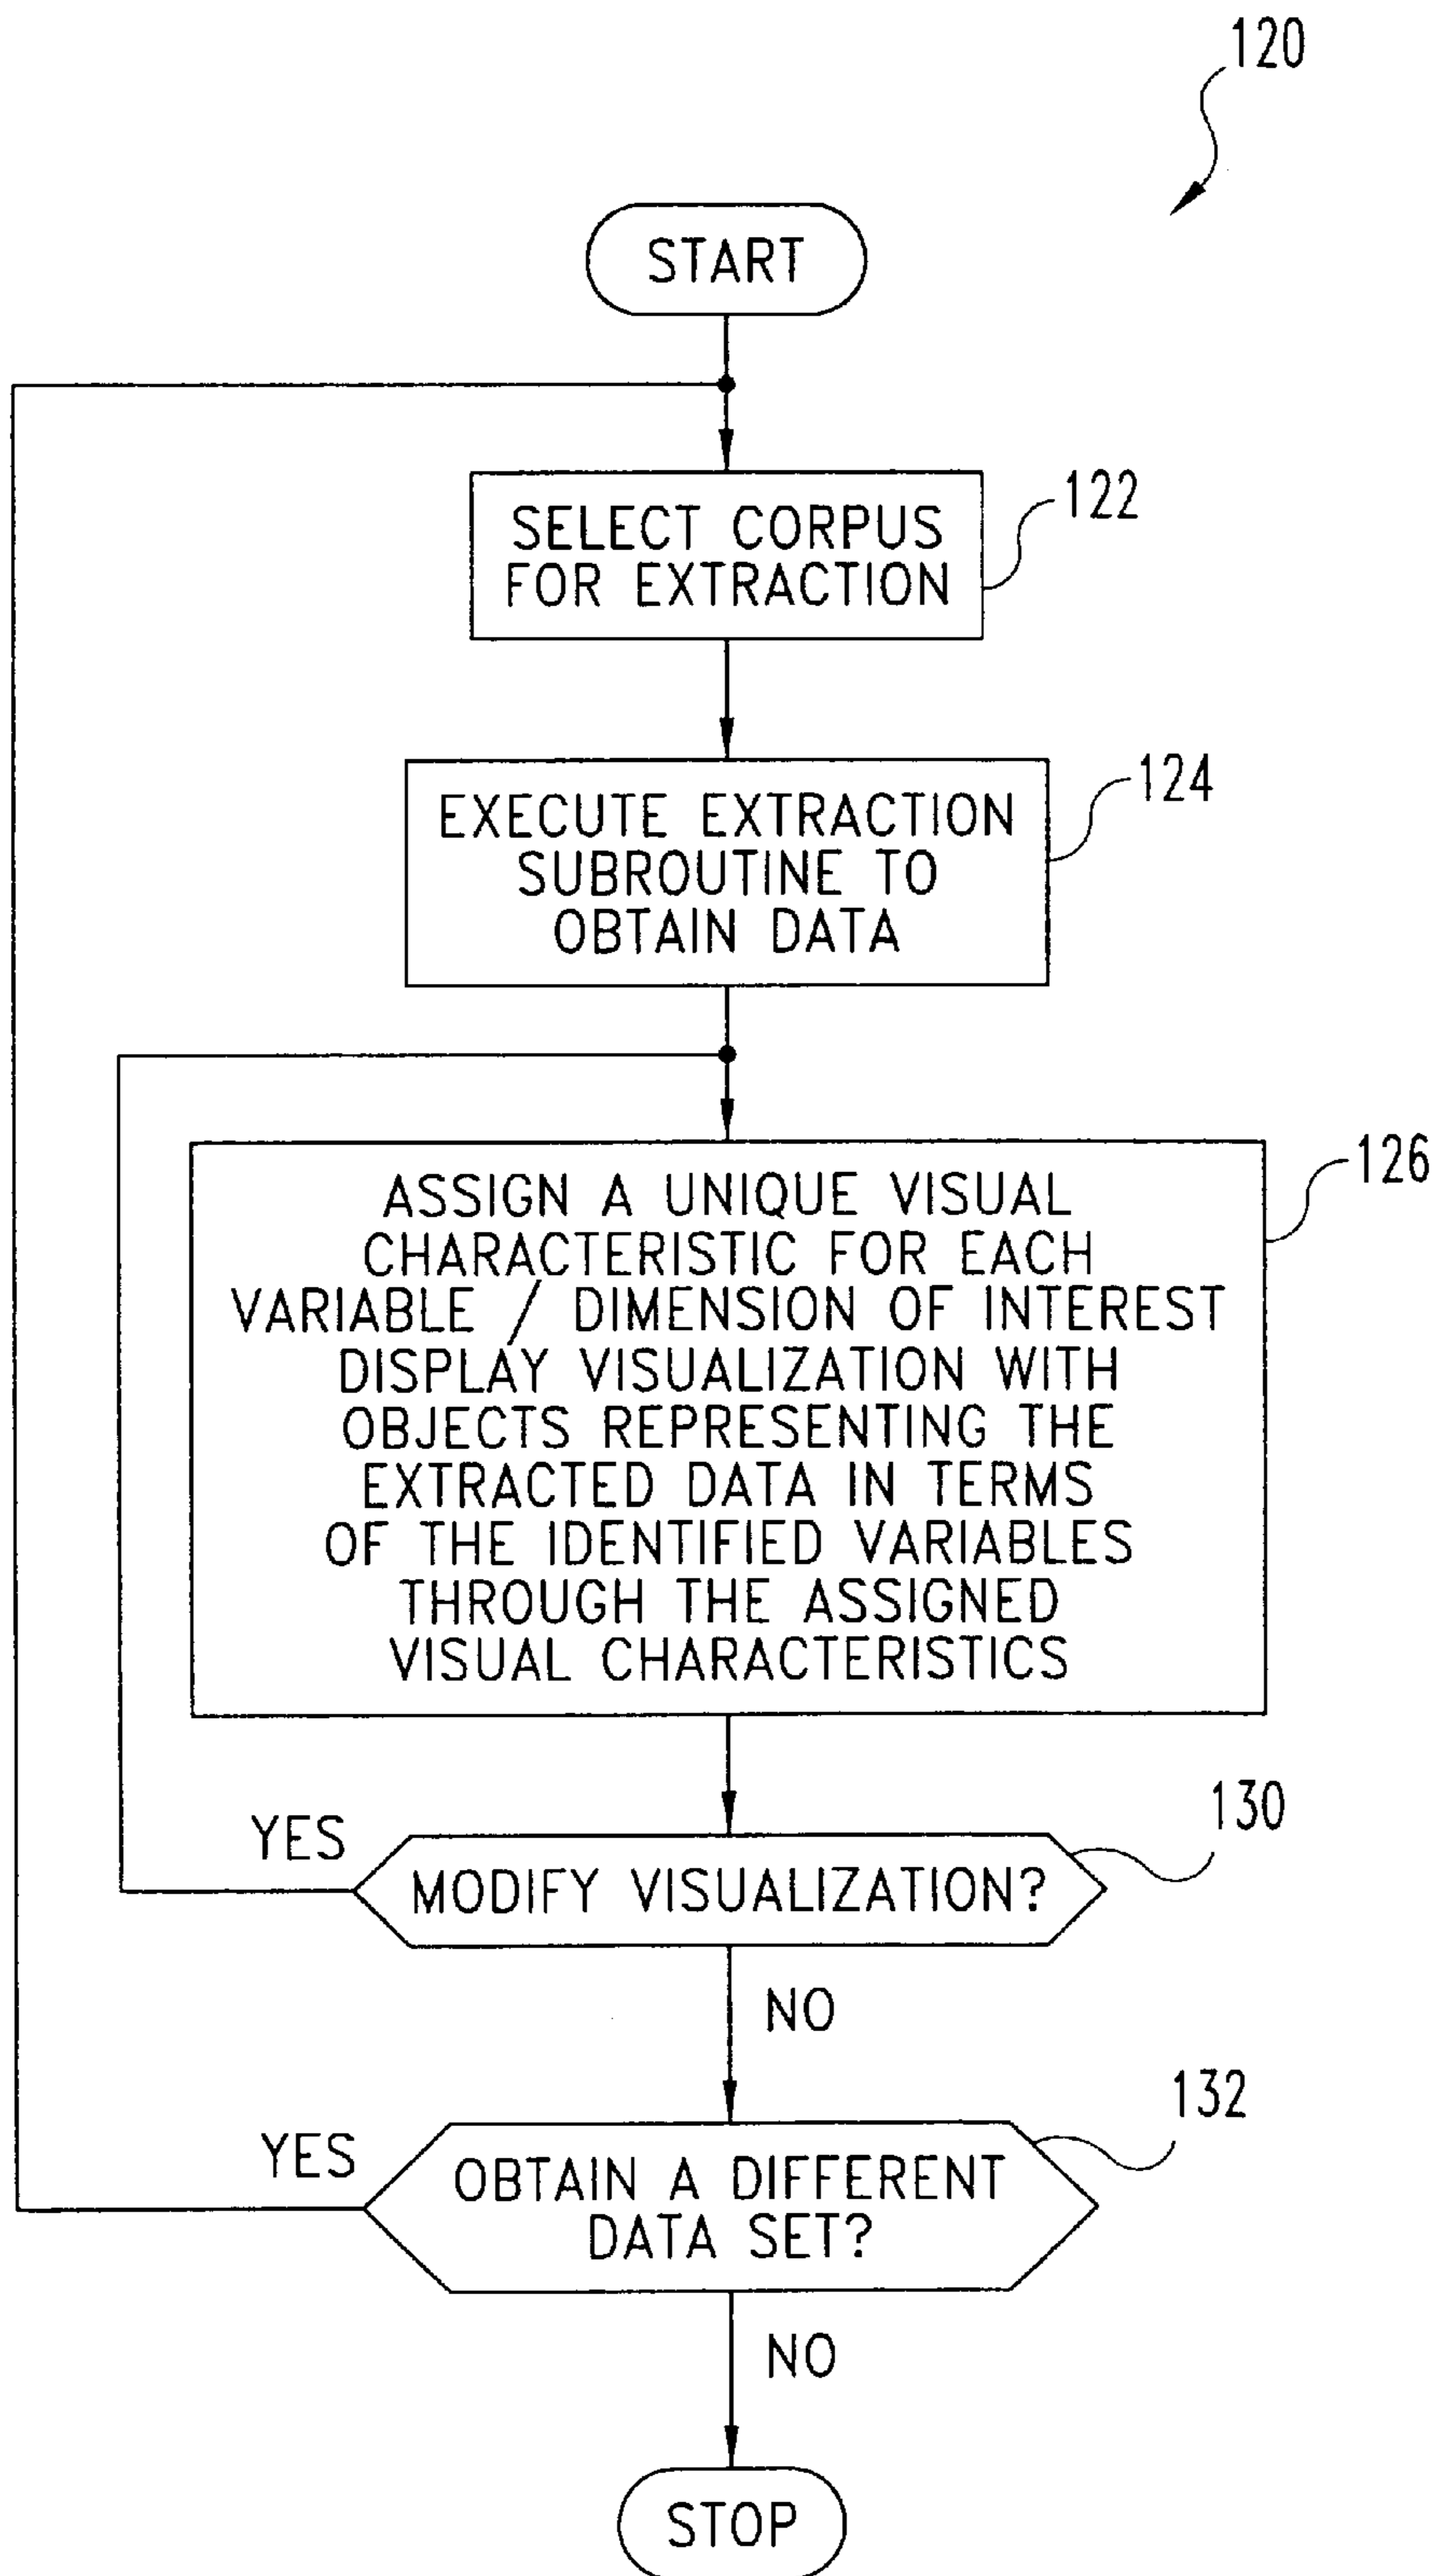 120
START
SELECT CORPUS
FOR EXTRACTION
122
EXECUTE EXTRACTION
SUBROUTINE TO
OBTAIN DATA
124
ASSIGN A UNIQUE VISUAL
CHARACTERISTIC FOR EACH
VARIABLE / DIMENSION OF INTEREST
DISPLAY VISUALIZATION WITH
OBJECTS REPRESENTING THE
EXTRACTED DATA IN TERMS
OF THE IDENTIFIED VARIABLES
THROUGH THE ASSIGNED
VISUAL CHARACTERISTICS
126
YES
MODIFY VISUALIZATION?
130
NO
YES
OBTAIN A DIFFERENT
DATA SET?
132
NO
STOP